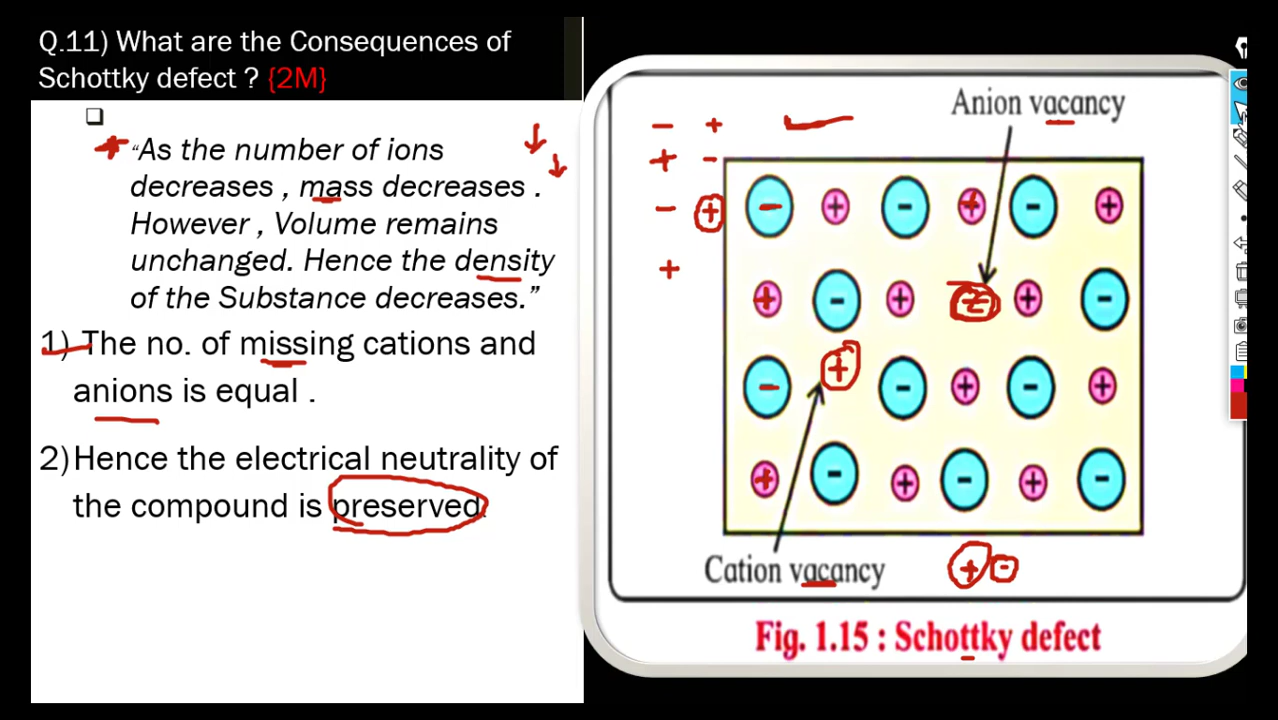 Q.11) What are the Consequences of
Schottky defect ? {2M}
“As the number of ions
decreases , mass decreases .
However , Volume remains
unchanged. Hence the density
of the Substance decreases.”
1) The no. of missing cations and
anions is equal .
2) Hence the electrical neutrality of
the compound is preserved.
Anion vacancy
- +
+ -
- +
+
- + - + - +
+ - + +  -
- + - + - +
+ - + - + -
Cation vacancy
+ -
Fig. 1.15 : Schottky defect